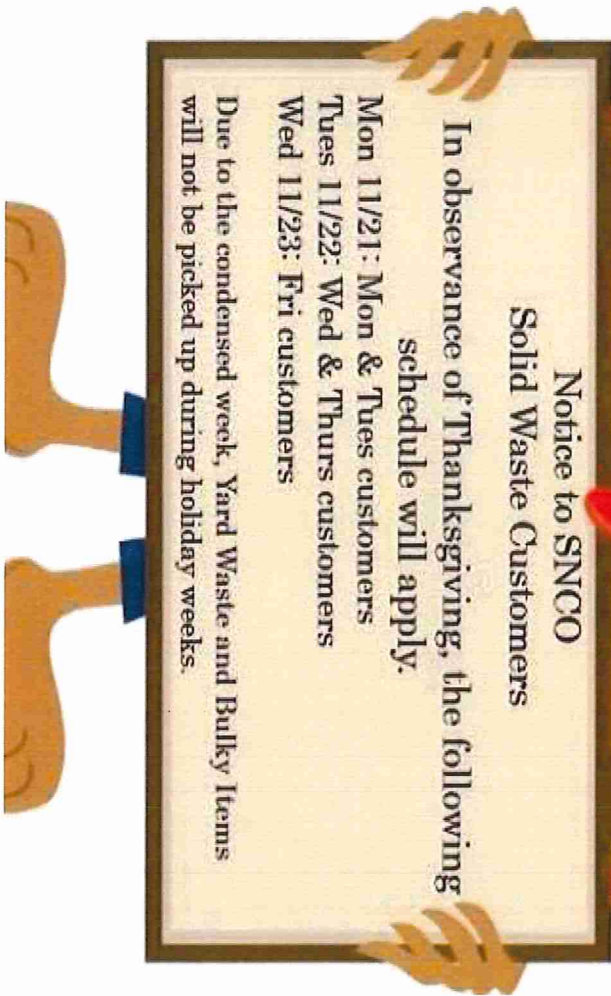 Notice to SNCO
Solid Waste Customers
In observance of Thanksgiving, the following
schedule will apply.
Mon 11/21: Mon & Tues customers
Tues 11/22: Wed & Thurs customers
Wed 11/23: Fri customers
Due to the condensed week, Yard Waste and Bulky Items
will not be picked up during holiday weeks.